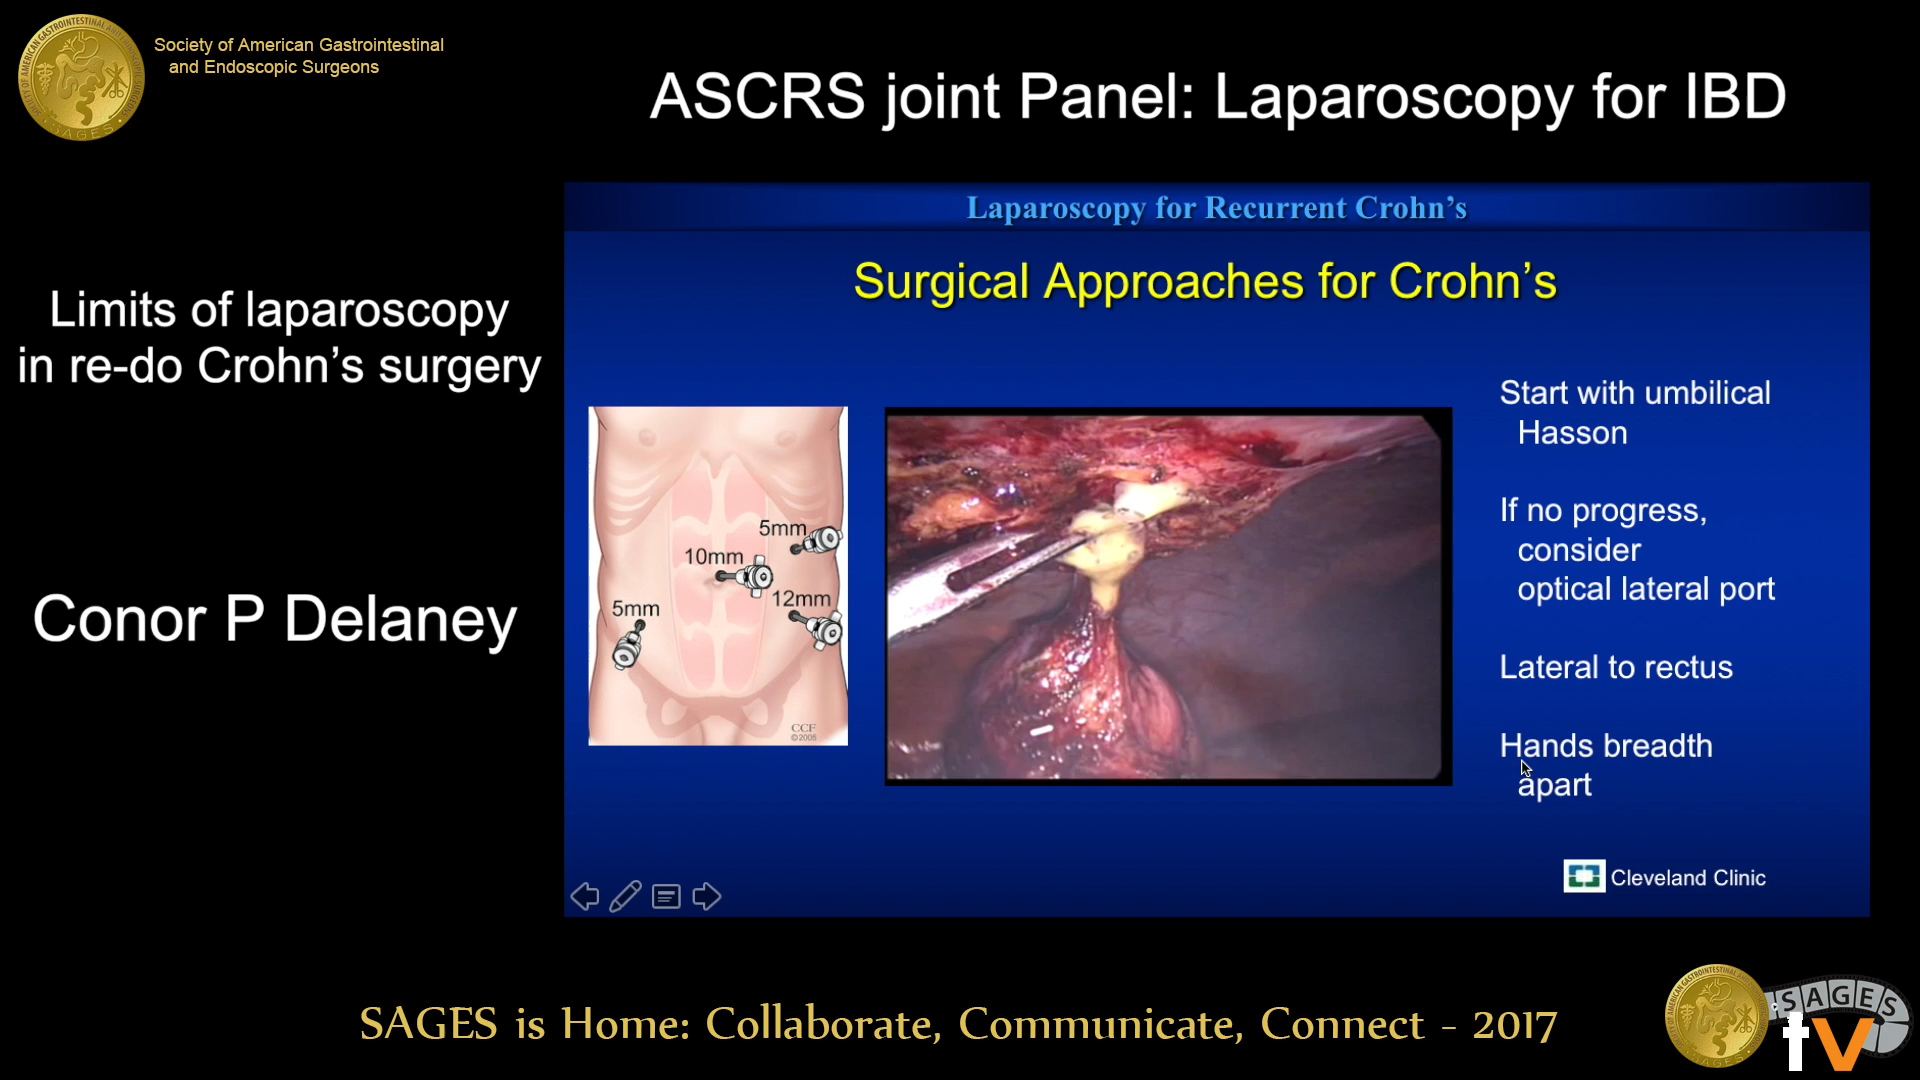 Society of American Gastrointestinal
and Endoscopic Surgeons
ASCRS joint Panel: Laparoscopy for IBD
Limits of laparoscopy
in re-do Crohn’s surgery
Conor P Delaney
Laparoscopy for Recurrent Crohn’s
Surgical Approaches for Crohn’s
5mm
10mm
12mm
5mm
CCF
©2005
Start with umbilical
Hasson
If no progress,
consider
optical lateral port
Lateral to rectus
Hands breadth
apart
Cleveland Clinic
SAGES is Home: Collaborate, Communicate, Connect - 2017
SAGES
tv